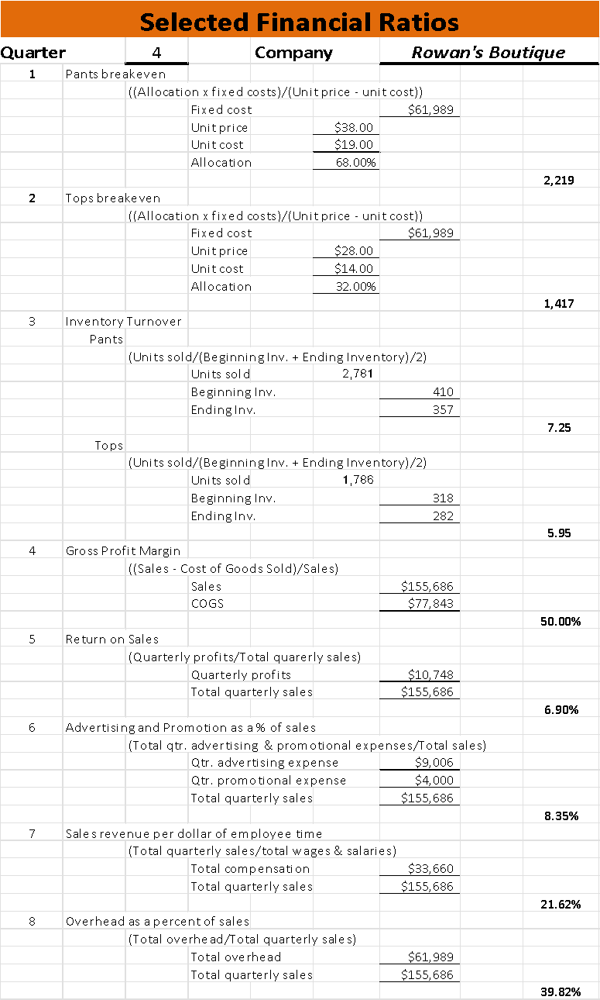 Selected Financial Ratios
Quarter 4 Company Rowan's Boutique
1 Pants breakeven
((Allocation x fixed costs)/(Unit price - unit cost))
Fixed cost $61,989
Unit price $38.00
Unit cost $19.00
Allocation 68.00%
2,219
2 Tops breakeven
((Allocation x fixed costs)/(Unit price - unit cost))
Fixed cost $61,989
Unit price $28.00
Unit cost $14.00
Allocation 32.00%
1,417
3 Inventory Turnover
Pants
(Units sold/(Beginning Inv. + Ending Inventory)/2)
Units sold 2,781
Beginning Inv. 410
Ending Inv. 357
7.25
Tops
(Units sold/(Beginning Inv. + Ending Inventory)/2)
Units sold 1,786
Beginning Inv. 318
Ending Inv. 282
5.95
4 Gross Profit Margin
((Sales - Cost of Goods Sold)/Sales)
Sales $155,686
COGS $77,843
50.00%
5 Return on Sales
(Quarterly profits/Total quarerly sales)
Quarterly profits $10,748
Total quarterly sales $155,686
6.90%
6 Advertising and Promotion as a % of sales
(Total qtr. advertising & promotional expenses/Total sales)
Qtr. advertising expense $9,006
Qtr. promotional expense $4,000
Total quarterly sales $155,686
8.35%
7 Sales revenue per dollar of employee time
(Total quarterly sales/total wages & salaries)
Total compensation $33,660
Total quarterly sales $155,686
21.62%
8 Overhead as a percent of sales
(Total overhead/Total quarterly sales)
Total overhead $61,989
Total quarterly sales $155,686
39.82%